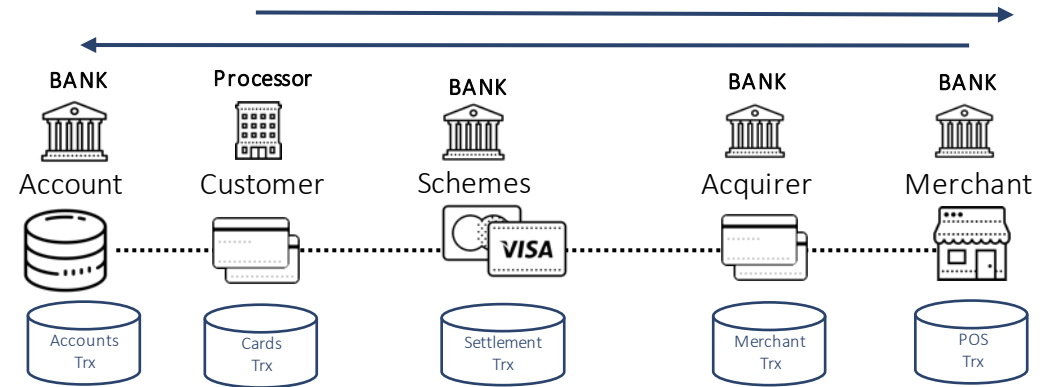 BANK
Processor
BANK
BANK
BANK
Account
Customer
Schemes
Acquirer
Merchant
VISA
Accounts
Trx
Cards
Trx
Settlement
Trx
Merchant
Trx
POS
Trx